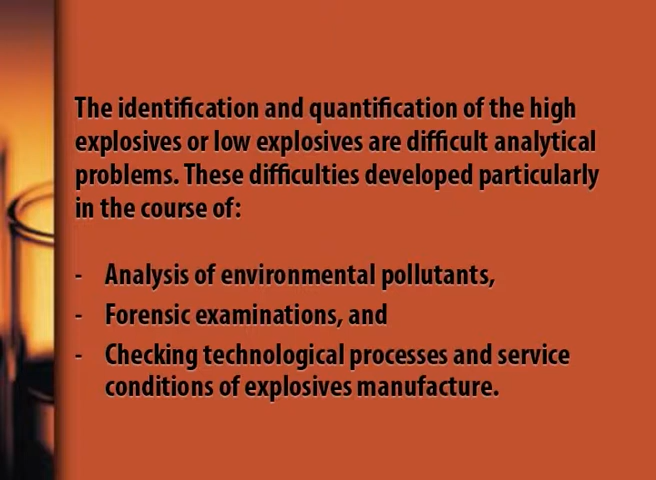 The identification and quantification of the high
explosives or low explosives are difficult analytical
problems. These difficulties developed particularly
in the course of:
- Analysis of environmental pollutants,
- Forensic examinations, and
- Checking technological processes and service
conditions of explosives manufacture.